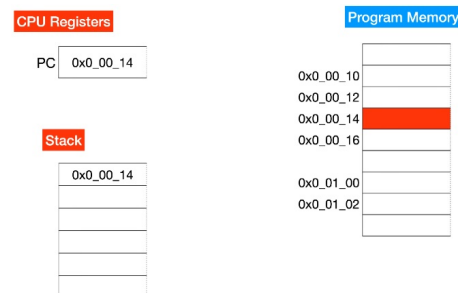 CPU Registers
PC 0x0_00_14
Stack
0x0_00_14
Program Memory
0x0_00_10
0x0_00_12
0x0_00_14
0x0_00_16
0x0_01_00
0x0_01_02